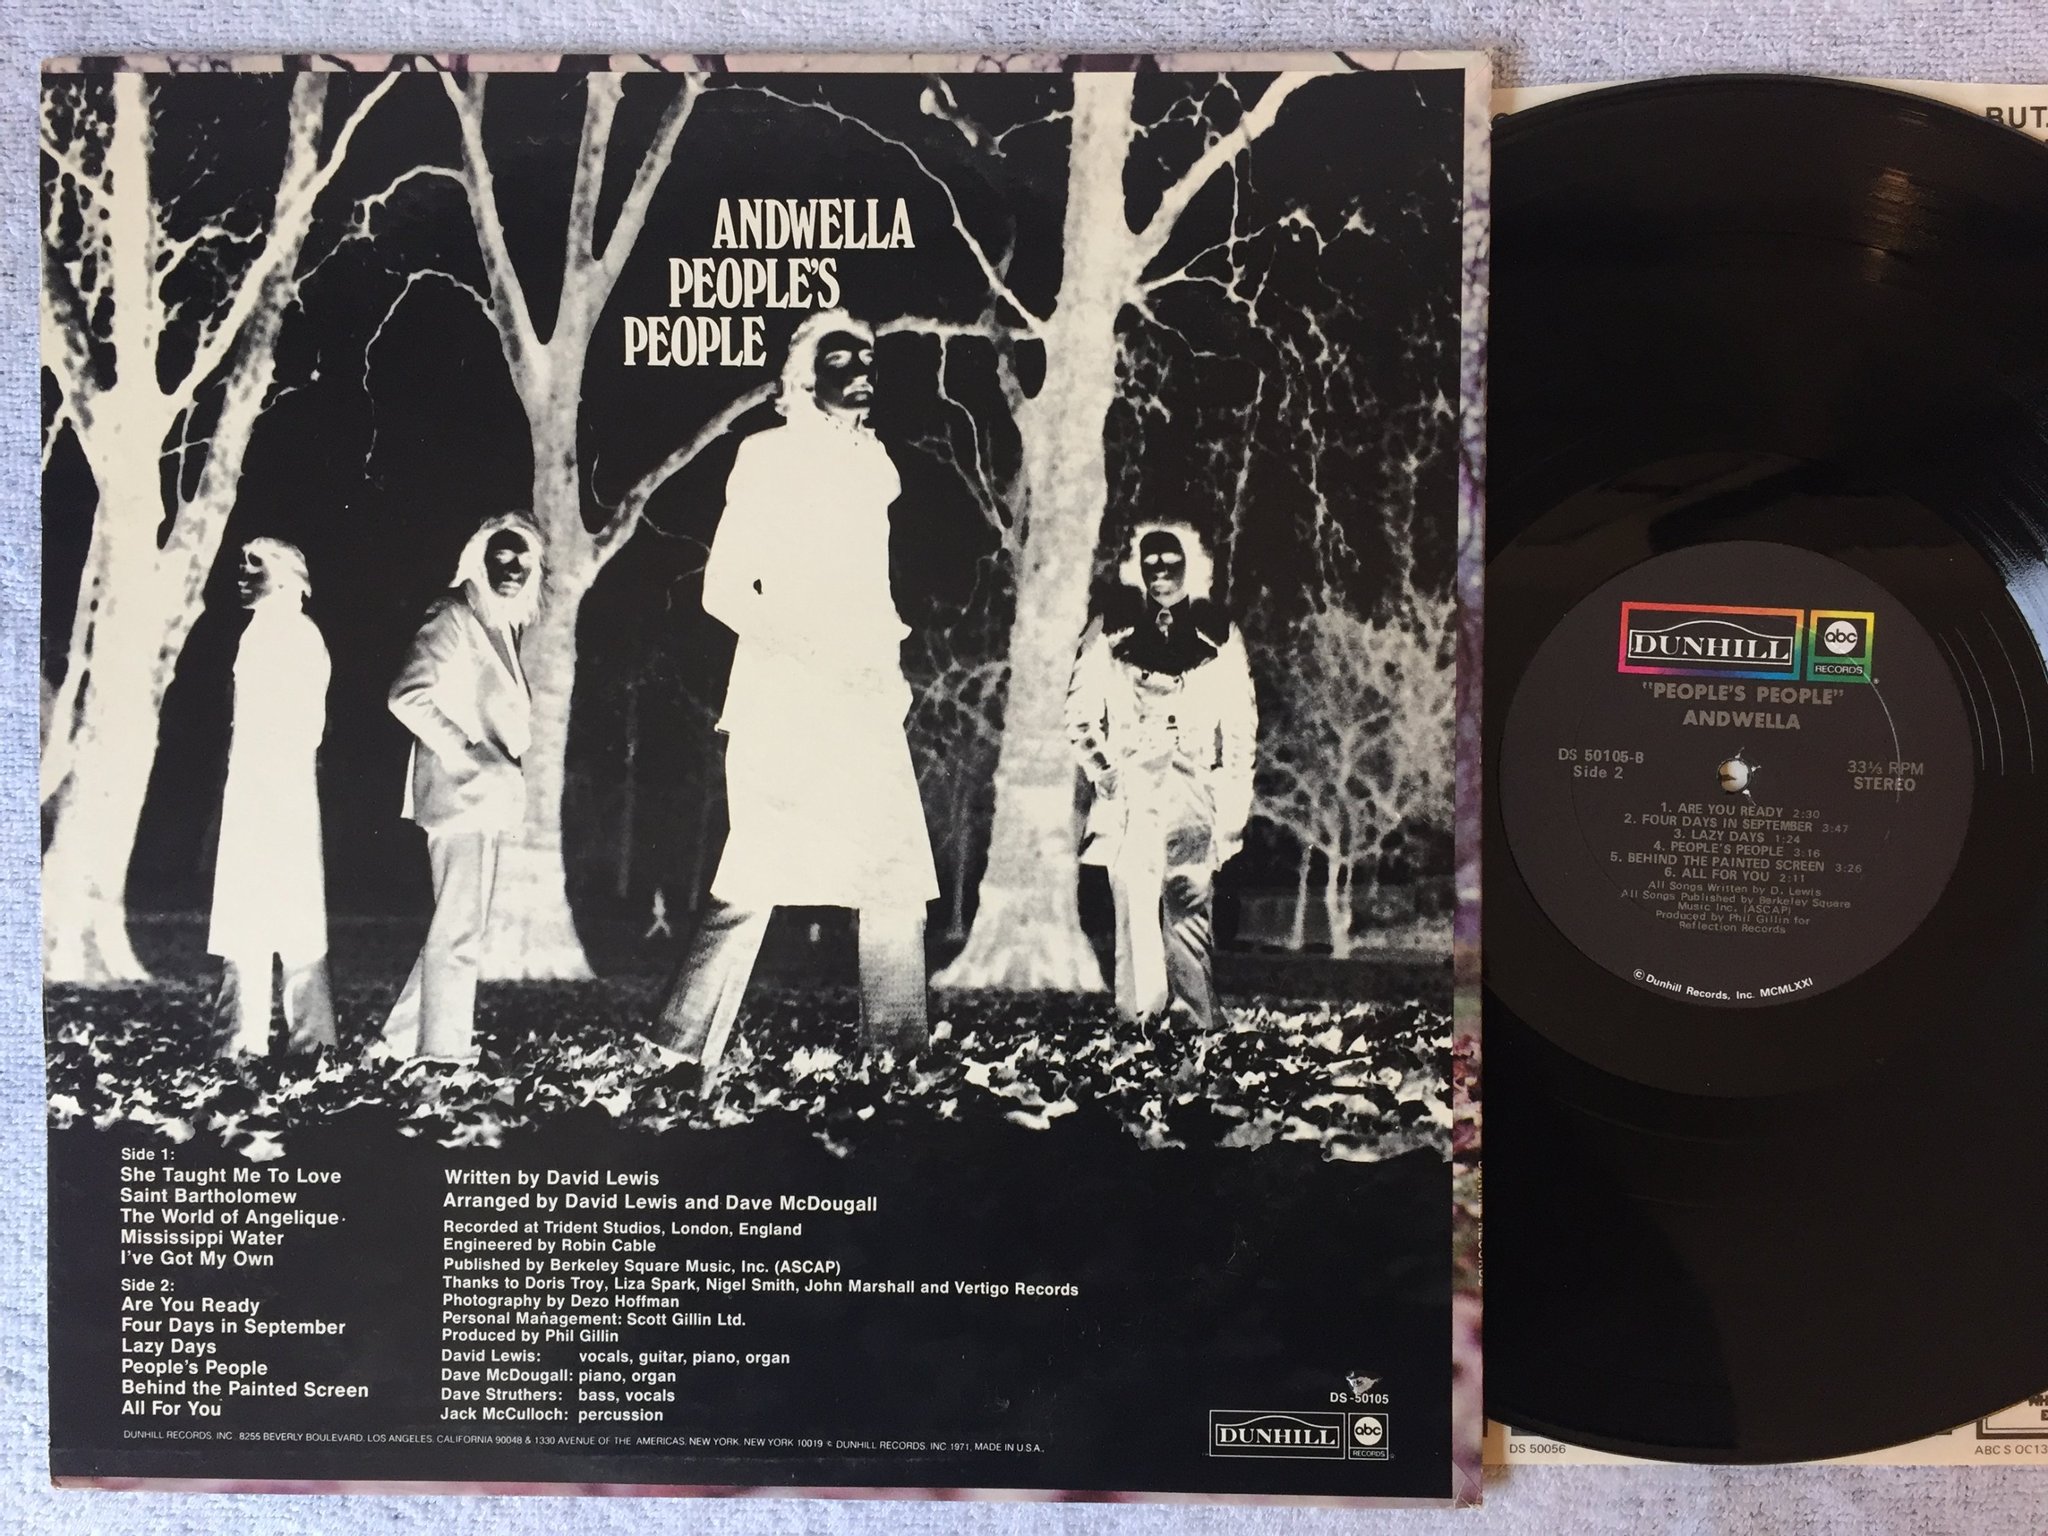 ANDWELLA
PEOPLE'S
PEOPLE
Side 1:
She Taught Me To Love
Saint Bartholomew
The World of Angelique
Mississippi Water
I've Got My Own
Side 2:
Are You Ready
Four Days in September
Lazy Days
People's People
Behind the Painted Screen
All For You
Written by David Lewis
Arranged by David Lewis and Dave McDougall
Recorded at Trident Studios, London, England
Engineered by Robin Cable
Published by Berkeley Square Music, Inc. (ASCAP)
Thanks to Doris Troy, Liza Spark, Nigel Smith, John Marshall and Vertigo Records
Photography by Dezo Hoffman
Personal Management: Scott Gillin Ltd.
Produced by Phil Gillin
David Lewis: vocals, guitar, piano, organ
Dave McDougall: piano, organ
Dave Struthers: bass, vocals
Jack McCulloch: percussion
DUNHILL RECORDS, INC. 8255 BEVERLY BOULEVARD, LOS ANGELES, CALIFORNIA 90048 & 1330 AVENUE OF THE AMERICAS, NEW YORK, NEW YORK 10019 © DUNHILL RECORDS, INC. 1971, MADE IN U.S.A.
DS-50105
DUNHILL abc RECORDS
BUT
DUNHILL abc RECORDS ®
"PEOPLE'S PEOPLE"
ANDWELLA
DS 50105-B
Side 2
33⅓ RPM
STEREO
1. ARE YOU READY 2:30
2. FOUR DAYS IN SEPTEMBER 3:47
3. LAZY DAYS 1:24
4. PEOPLE'S PEOPLE 3:16
5. BEHIND THE PAINTED SCREEN 3:26
6. ALL FOR YOU 2:11
All Songs Written by D. Lewis
All Songs Published by Berkeley Square
Music Inc. (ASCAP)
Produced by Phil Gillin for
Reflection Records
© Dunhill Records, Inc. MCMLXXI
DS 50056
ABC S OC13